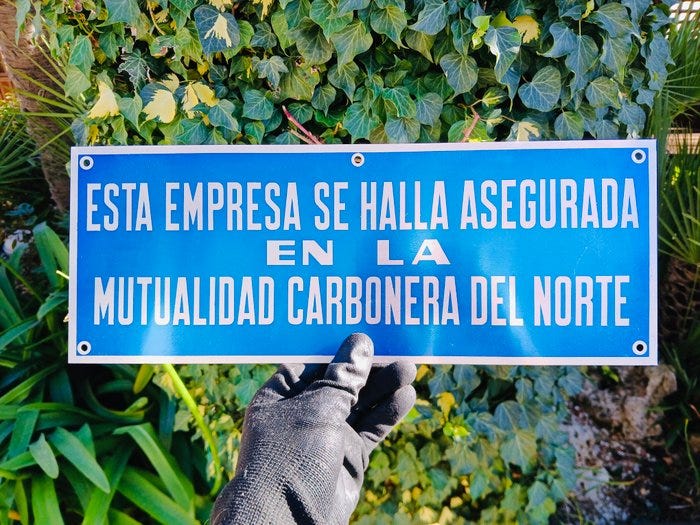 ESTA EMPRESA SE HALLA ASEGURADA
EN LA
MUTUALIDAD CARBONERA DEL NORTE